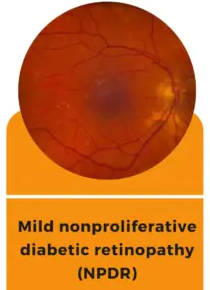 Mild nonproliferative
diabetic retinopathy
(NPDR)